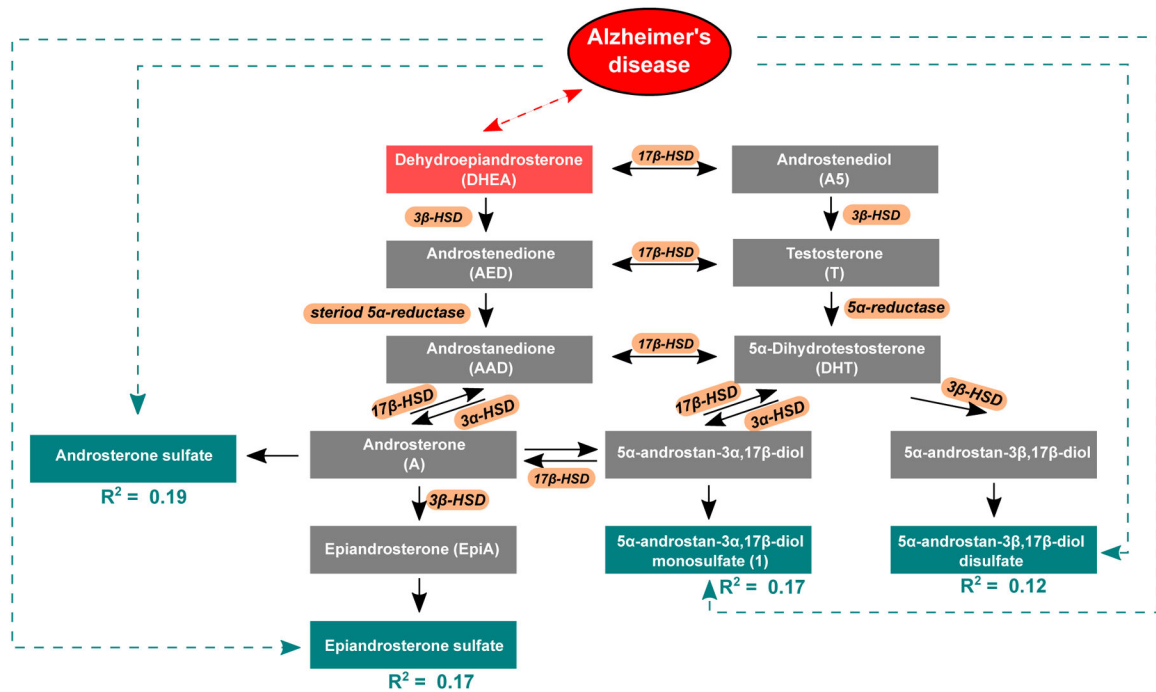 Alzheimer's
disease
Dehydroepiandrosterone
(DHEA)
17β-HSD
Androstenediol
(A5)
3β-HSD
3β-HSD
Androstenedione
(AED)
17β-HSD
Testosterone
(T)
steriod 5α-reductase
5α-reductase
Androstanedione
(AAD)
17β-HSD
5α-Dihydrotestosterone
(DHT)
17β-HSD
3α-HSD
17β-HSD
3α-HSD
3β-HSD
Androsterone sulfate
R² = 0.19
Androsterone
(A)
17β-HSD
5α-androstan-3α,17β-diol
5α-androstan-3β,17β-diol
3β-HSD
Epiandrosterone (EpiA)
5α-androstan-3α,17β-diol
monosulfate (1)
R² = 0.17
5α-androstan-3β,17β-diol
disulfate
R² = 0.12
Epiandrosterone sulfate
R² = 0.17